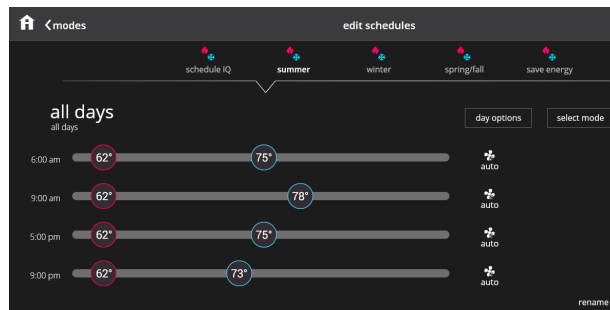 modes
edit schedules
schedule IQ
summer
winter
spring/fall
save energy
all days
all days
day options
select mode
6:00 am 62° 75° auto
9:00 am 62° 78° auto
5:00 pm 62° 75° auto
9:00 pm 62° 73° auto
rename